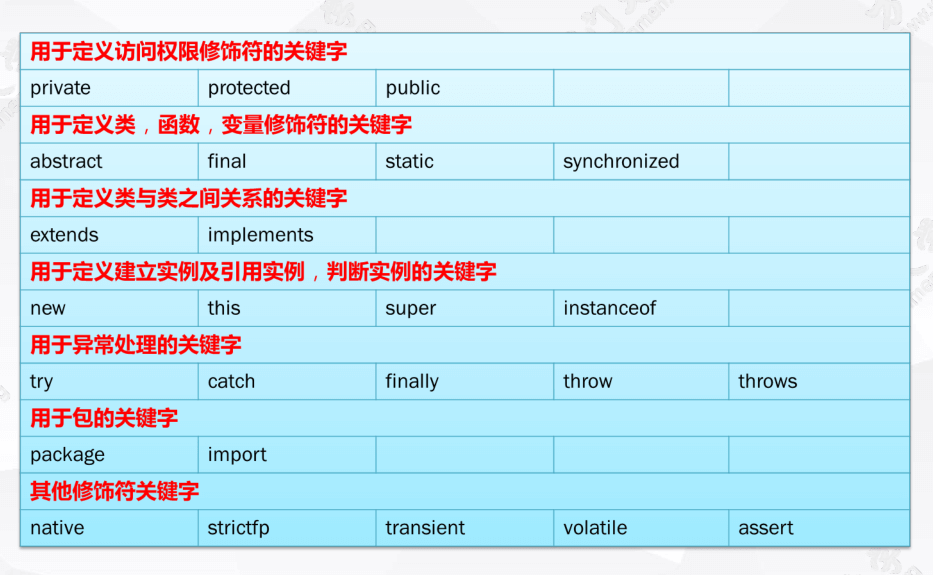 用于定义访问权限修饰符的关键字
private protected public
用于定义类，函数，变量修饰符的关键字
abstract final static synchronized
用于定义类与类之间关系的关键字
extends implements
用于定义建立实例及引用实例，判断实例的关键字
new this super instanceof
用于异常处理的关键字
try catch finally throw throws
用于包的关键字
package import
其他修饰符关键字
native strictfp transient volatile assert